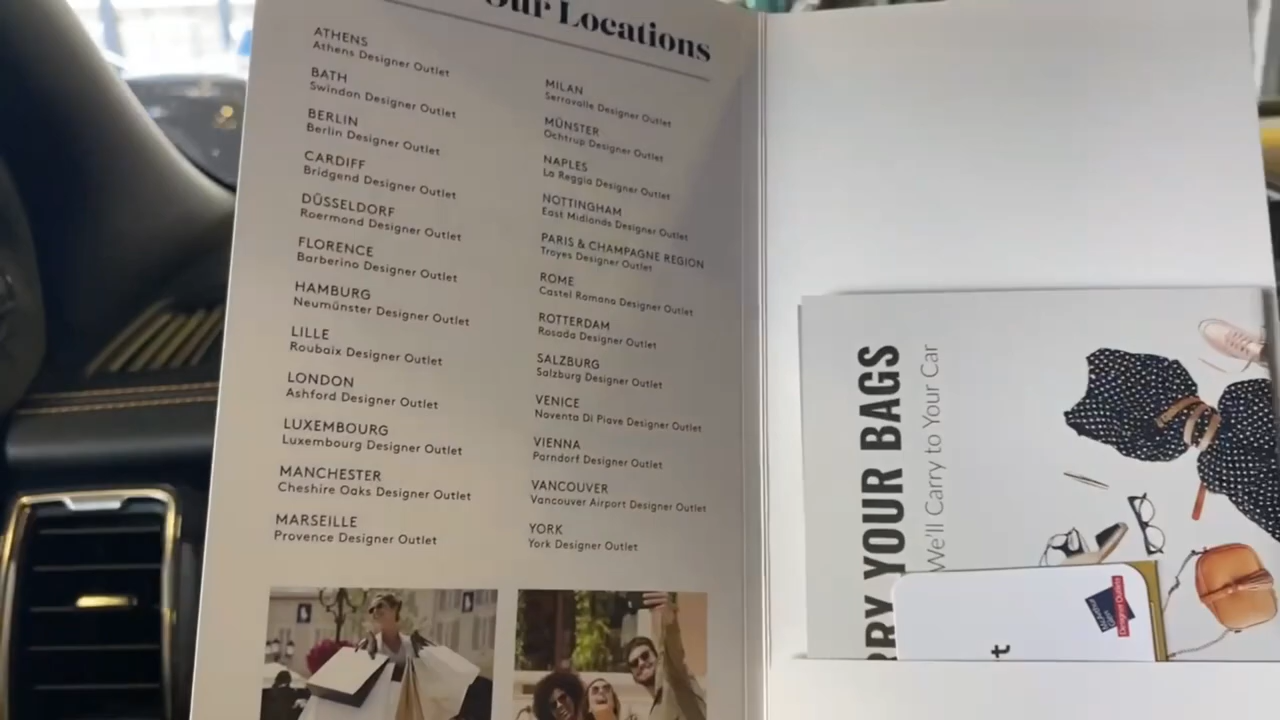 our Locations
ATHENS
Athens Designer Outlet
BATH
Swindon Designer Outlet
BERLIN
Berlin Designer Outlet
CARDIFF
Bridgend Designer Outlet
DÜSSELDORF
Roermond Designer Outlet
FLORENCE
Barberino Designer Outlet
HAMBURG
Neumünster Designer Outlet
LILLE
Roubaix Designer Outlet
LONDON
Ashford Designer Outlet
LUXEMBOURG
Luxembourg Designer Outlet
MANCHESTER
Cheshire Oaks Designer Outlet
MARSEILLE
Provence Designer Outlet
MILAN
Serravalle Designer Outlet
MÜNSTER
Ochtrup Designer Outlet
NAPLES
La Reggia Designer Outlet
NOTTINGHAM
East Midlands Designer Outlet
PARIS & CHAMPAGNE REGION
Troyes Designer Outlet
ROME
Castel Romano Designer Outlet
ROTTERDAM
Rosada Designer Outlet
SALZBURG
Salzburg Designer Outlet
VENICE
Noventa Di Piave Designer Outlet
VIENNA
Parndorf Designer Outlet
VANCOUVER
Vancouver Airport Designer Outlet
YORK
York Designer Outlet
RRY YOUR BAGS
We'll Carry to Your Car
Designer Outlets
t